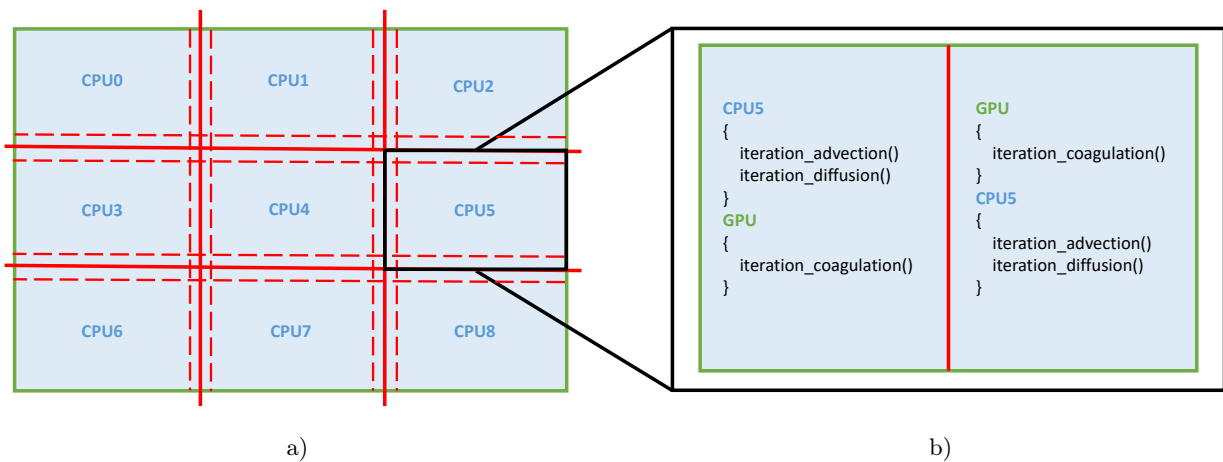 CPU0
CPU1
CPU2
CPU3
CPU4
CPU5
CPU6
CPU7
CPU8
CPU5
{
iteration_advection()
iteration_diffusion()
}
GPU
{
iteration_coagulation()
}
GPU
{
iteration_coagulation()
}
CPU5
{
iteration_advection()
iteration_diffusion()
}
a)
b)